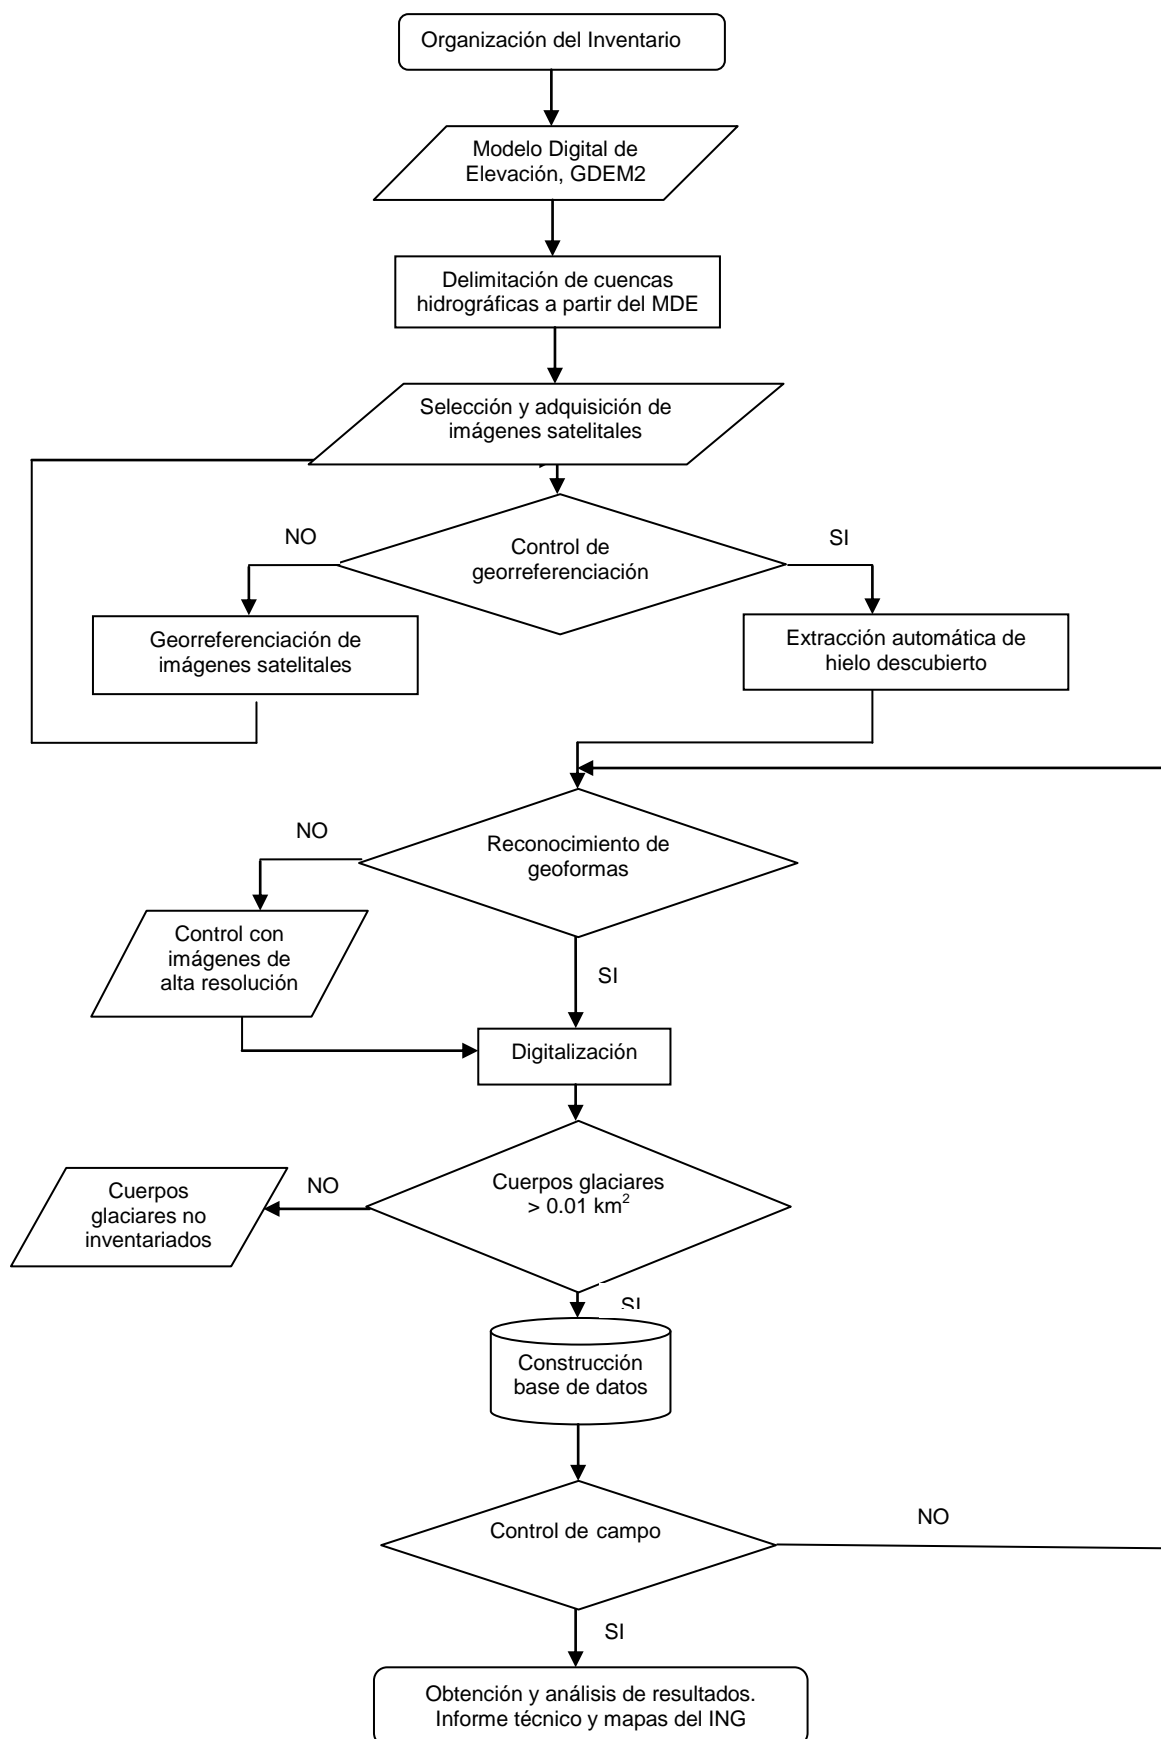 Organización del Inventario
Modelo Digital de
Elevación, GDEM2
Delimitación de cuencas
hidrográficas a partir del MDE
Selección y adquisición de
imágenes satelitales
NO
SI
Control de
georreferenciación
Georreferenciación de
imágenes satelitales
Extracción automática de
hielo descubierto
NO
Reconocimiento de
geoformas
Control con
imágenes de
alta resolución
SI
Digitalización
Cuerpos
glaciares no
inventariados
NO
Cuerpos glaciares
> 0.01 km²
SI
Construcción
base de datos
Control de campo
NO
SI
Obtención y análisis de resultados.
Informe técnico y mapas del ING